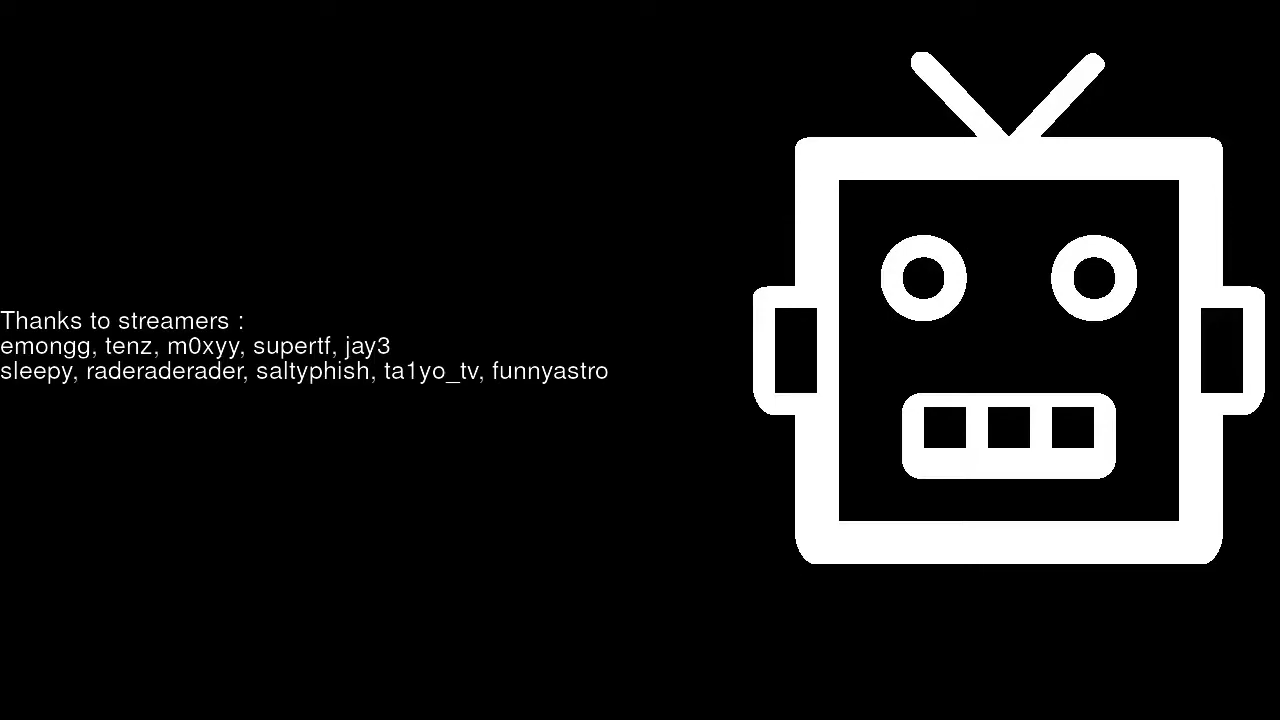 Thanks to streamers :
emongg, tenz, m0xyy, supertf, jay3
sleepy, raderaderader, saltyphish, ta1yo_tv, funnyastro